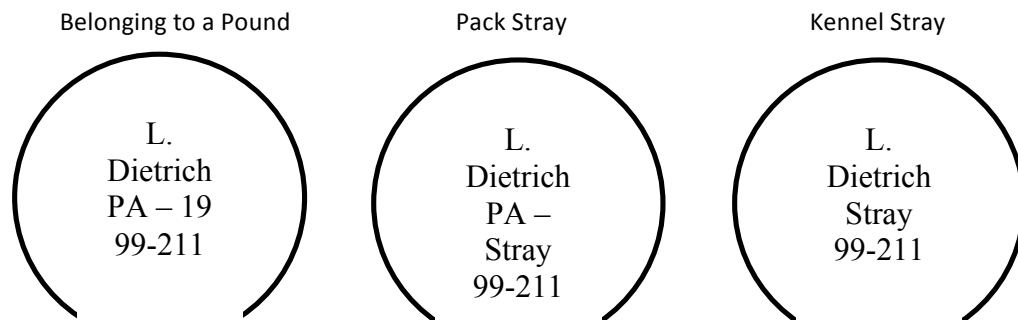 Belonging to a Pound
Pack Stray
Kennel Stray
L.
Dietrich
PA – 19
99-211
L.
Dietrich
PA –
Stray
99-211
L.
Dietrich
Stray
99-211